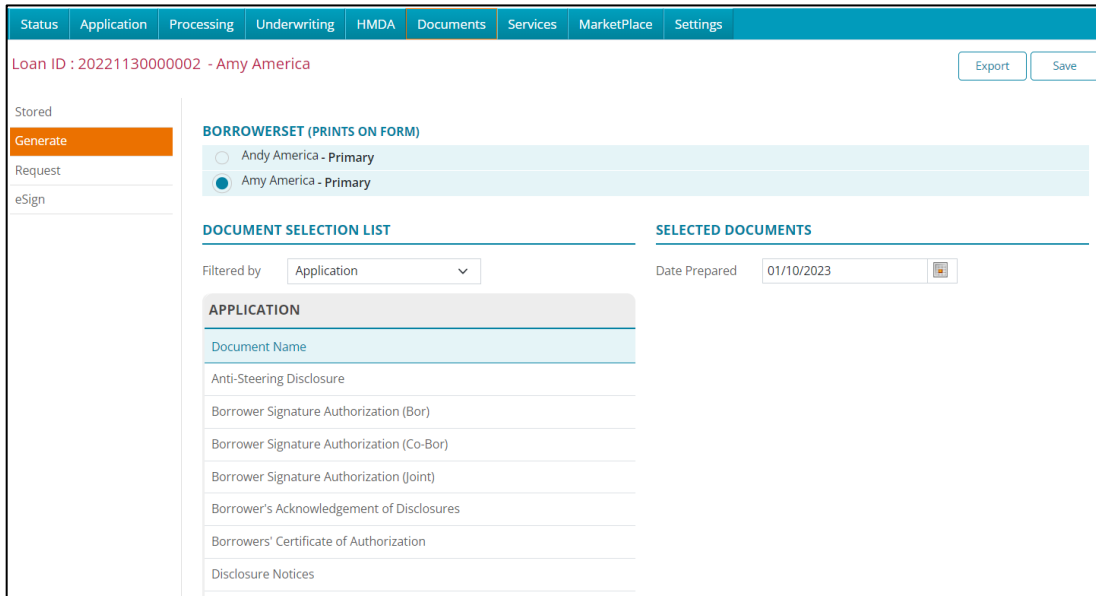 Status Application Processing Underwriting HMDA Documents Services MarketPlace Settings
Loan ID : 20221130000002 - Amy America
Export Save
Stored
Generate
Request
eSign
BORROWERSET (PRINTS ON FORM)
Andy America - Primary
Amy America - Primary
DOCUMENT SELECTION LIST
Filtered by Application
APPLICATION
Document Name
Anti-Steering Disclosure
Borrower Signature Authorization (Bor)
Borrower Signature Authorization (Co-Bor)
Borrower Signature Authorization (Joint)
Borrower's Acknowledgement of Disclosures
Borrowers' Certificate of Authorization
Disclosure Notices
SELECTED DOCUMENTS
Date Prepared 01/10/2023